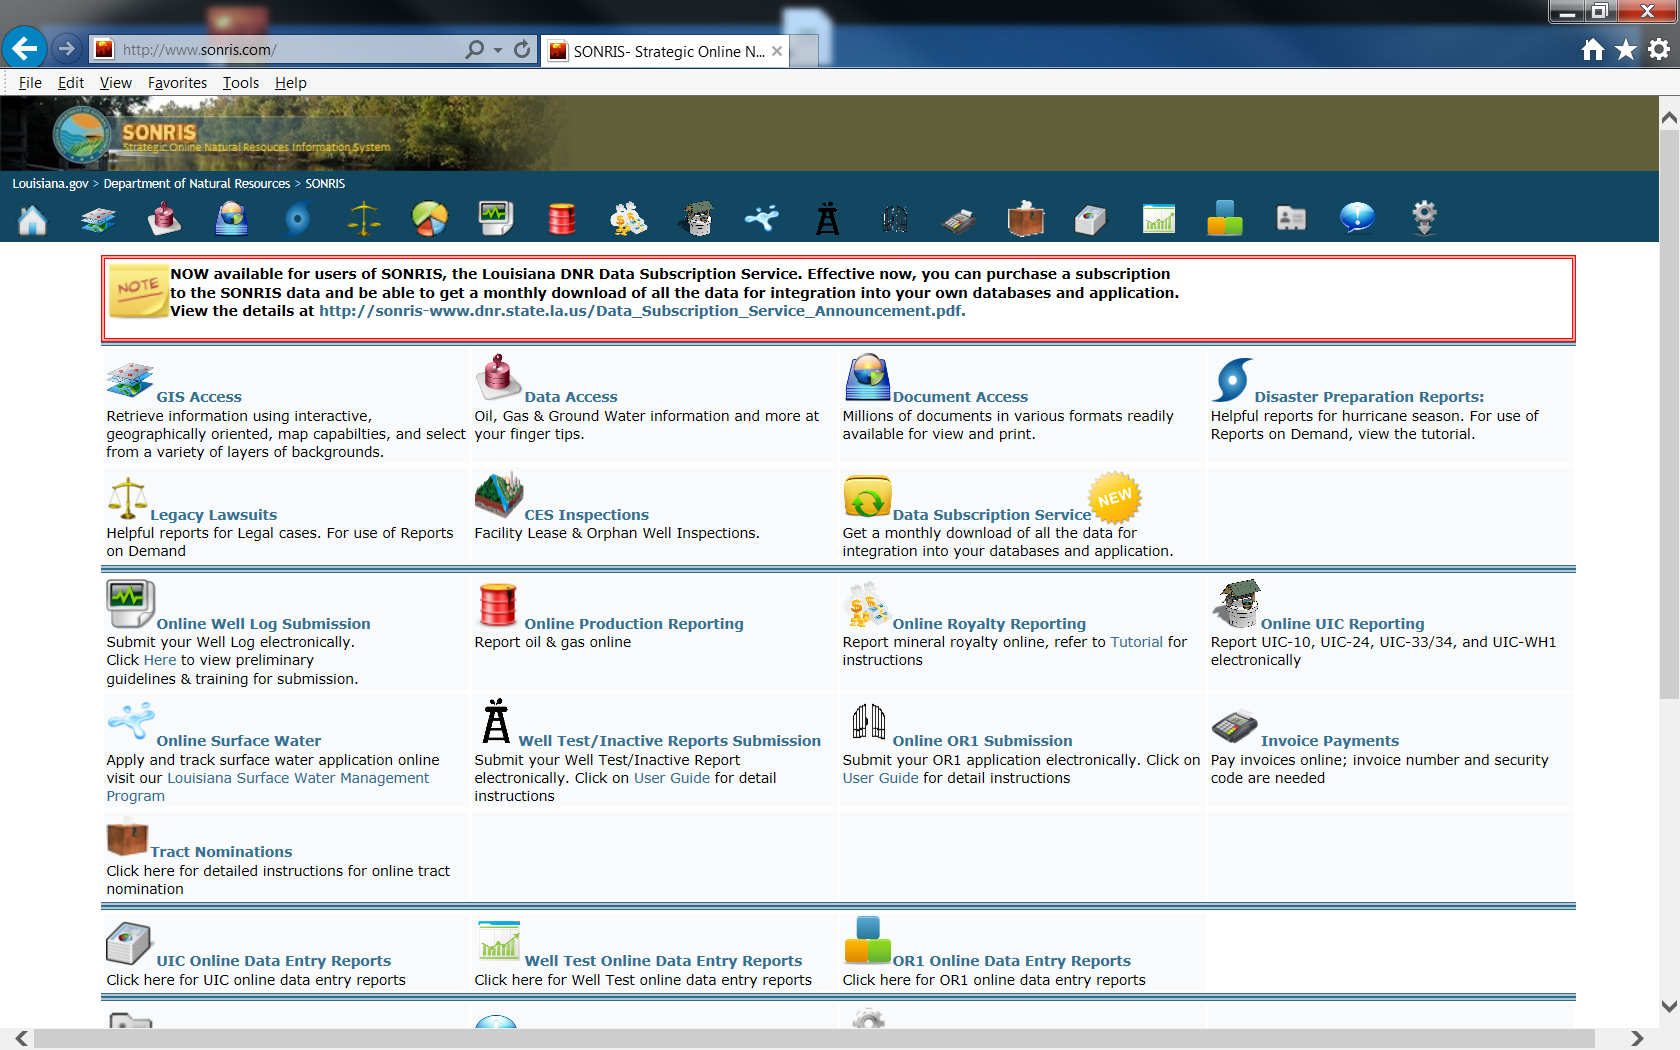 http://www.sonris.com/
SONRIS- Strategic Online N...
File Edit View Favorites Tools Help
SONRIS
Strategic Online Natural Resouces Information System
Louisiana.gov > Department of Natural Resources > SONRIS
NOTE
NOW available for users of SONRIS, the Louisiana DNR Data Subscription Service. Effective now, you can purchase a subscription
to the SONRIS data and be able to get a monthly download of all the data for integration into your own databases and application.
View the details at http://sonris-www.dnr.state.la.us/Data_Subscription_Service_Announcement.pdf.
GIS Access
Retrieve information using interactive,
geographically oriented, map capabilties, and select
from a variety of layers of backgrounds.
Data Access
Oil, Gas & Ground Water information and more at
your finger tips.
Document Access
Millions of documents in various formats readily
available for view and print.
Disaster Preparation Reports:
Helpful reports for hurricane season. For use of
Reports on Demand, view the tutorial.
Legacy Lawsuits
Helpful reports for Legal cases. For use of Reports
on Demand
CES Inspections
Facility Lease & Orphan Well Inspections.
Data Subscription Service NEW
Get a monthly download of all the data for
integration into your databases and application.
Online Well Log Submission
Submit your Well Log electronically.
Click Here to view preliminary
guidelines & training for submission.
Online Production Reporting
Report oil & gas online
Online Royalty Reporting
Report mineral royalty online, refer to Tutorial for
instructions
Online UIC Reporting
Report UIC-10, UIC-24, UIC-33/34, and UIC-WH1
electronically
Online Surface Water
Apply and track surface water application online
visit our Louisiana Surface Water Management
Program
Well Test/Inactive Reports Submission
Submit your Well Test/Inactive Report
electronically. Click on User Guide for detail
instructions
Online OR1 Submission
Submit your OR1 application electronically. Click on
User Guide for detail instructions
Invoice Payments
Pay invoices online; invoice number and security
code are needed
Tract Nominations
Click here for detailed instructions for online tract
nomination
UIC Online Data Entry Reports
Click here for UIC online data entry reports
Well Test Online Data Entry Reports
Click here for Well Test online data entry reports
OR1 Online Data Entry Reports
Click here for OR1 online data entry reports